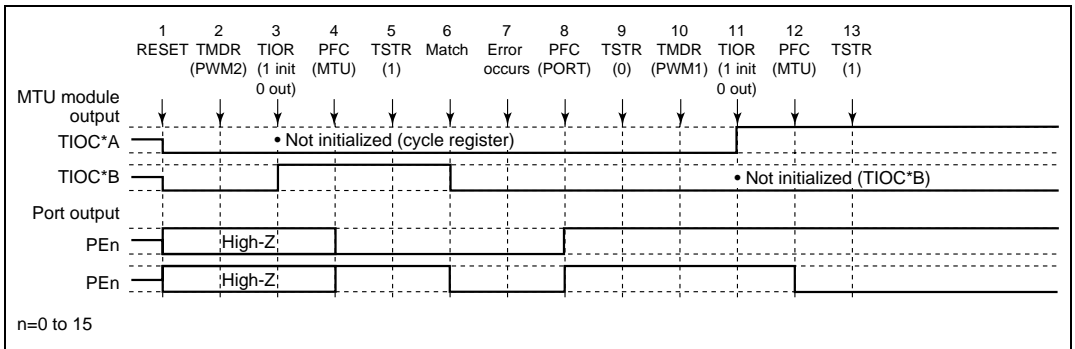 1 2 3 4 5 6 7 8 9 10 11 12 13
RESET TMDR TIOR PFC TSTR Match Error PFC TSTR TMDR TIOR PFC TSTR
(PWM2) (1 init (MTU) (1) occurs (PORT) (0) (PWM1) (1 init (MTU) (1)
0 out) 0 out)
MTU module
output
TIOC*A • Not initialized (cycle register)
TIOC*B • Not initialized (TIOC*B)
Port output
PEn High-Z
PEn High-Z
n=0 to 15